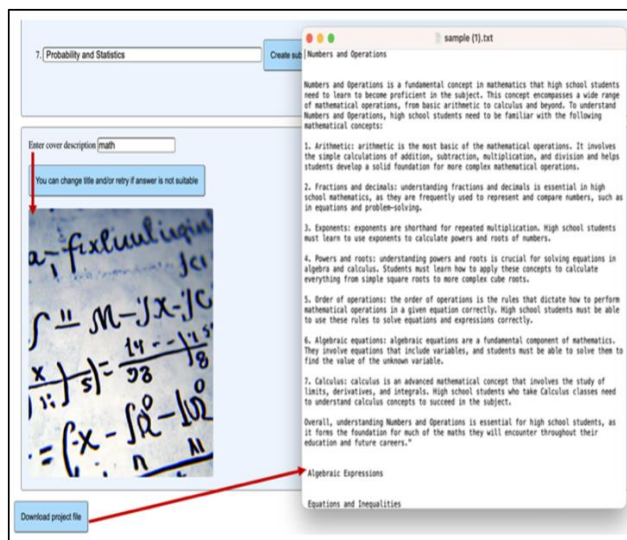 7. Probability and Statistics
Create sub
Enter cover description math
You can change title and/or retry if answer is not suitable
Download project file
sample (1).txt
Numbers and Operations
Numbers and Operations is a fundamental concept in mathematics that high school students
need to learn to become proficient in the subject. This concept encompasses a wide range
of mathematical operations, from basic arithmetic to calculus and beyond. To understand
Numbers and Operations, high school students need to be familiar with the following
mathematical concepts:
1. Arithmetic: arithmetic is the most basic of the mathematical operations. It involves
the simple calculations of addition, subtraction, multiplication, and division and helps
students develop a solid foundation for more complex mathematical operations.
2. Fractions and decimals: understanding fractions and decimals is essential in high
school mathematics, as they are frequently used to represent and compare numbers, such as
in equations and problem-solving.
3. Exponents: exponents are shorthand for repeated multiplication. High school students
must learn to use exponents to calculate powers and roots of numbers.
4. Powers and roots: understanding powers and roots is crucial for solving equations in
algebra and calculus. Students must learn how to apply these concepts to calculate
everything from simple square roots to more complex cube roots.
5. Order of operations: the order of operations is the rules that dictate how to perform
mathematical operations in a given equation correctly. High school students must be able
to use these rules to solve equations and expressions correctly.
6. Algebraic equations: algebraic equations are a fundamental component of mathematics.
They involve equations that include variables, and students must be able to solve them to
find the value of the unknown variable.
7. Calculus: calculus is an advanced mathematical concept that involves the study of
limits, derivatives, and integrals. High school students who take Calculus classes need
to understand calculus concepts to succeed in the subject.
Overall, understanding Numbers and Operations is essential for high school students, as
it forms the foundation for much of the maths they will encounter throughout their
education and future careers."
Algebraic Expressions
Equations and Inequalities